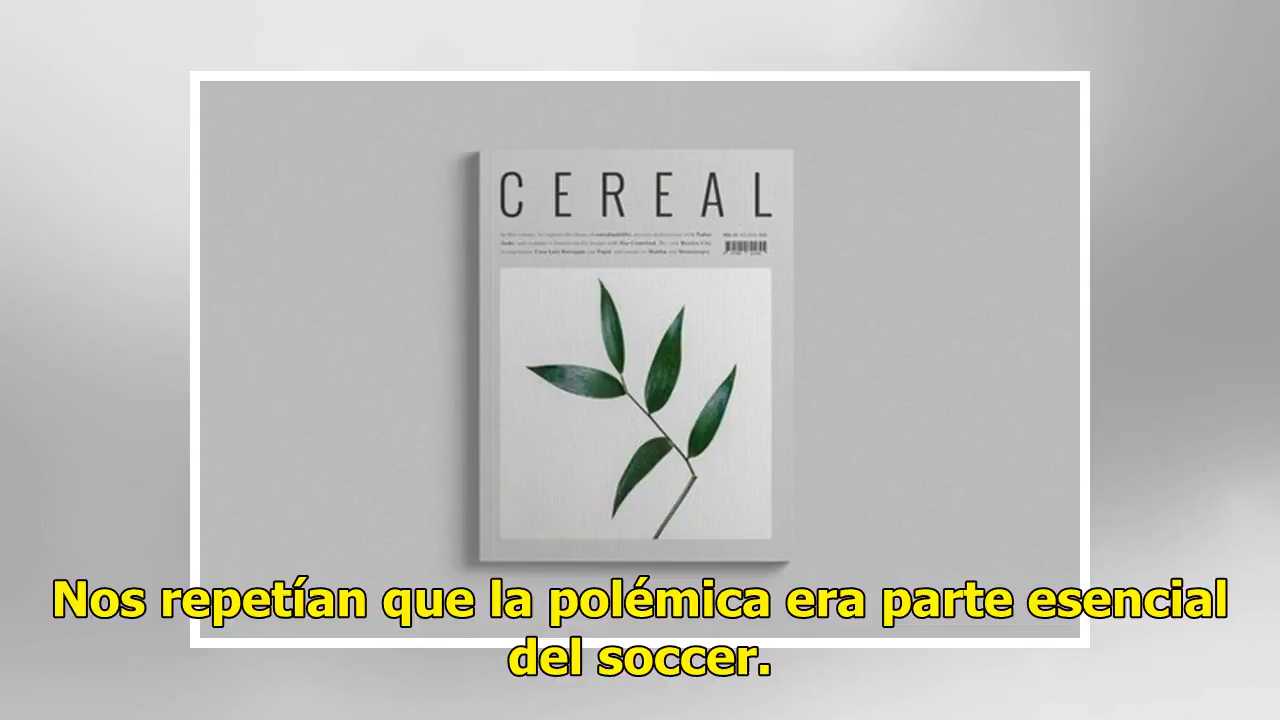 CEREAL
Nos repetían que la polémica era parte esencial
del soccer.